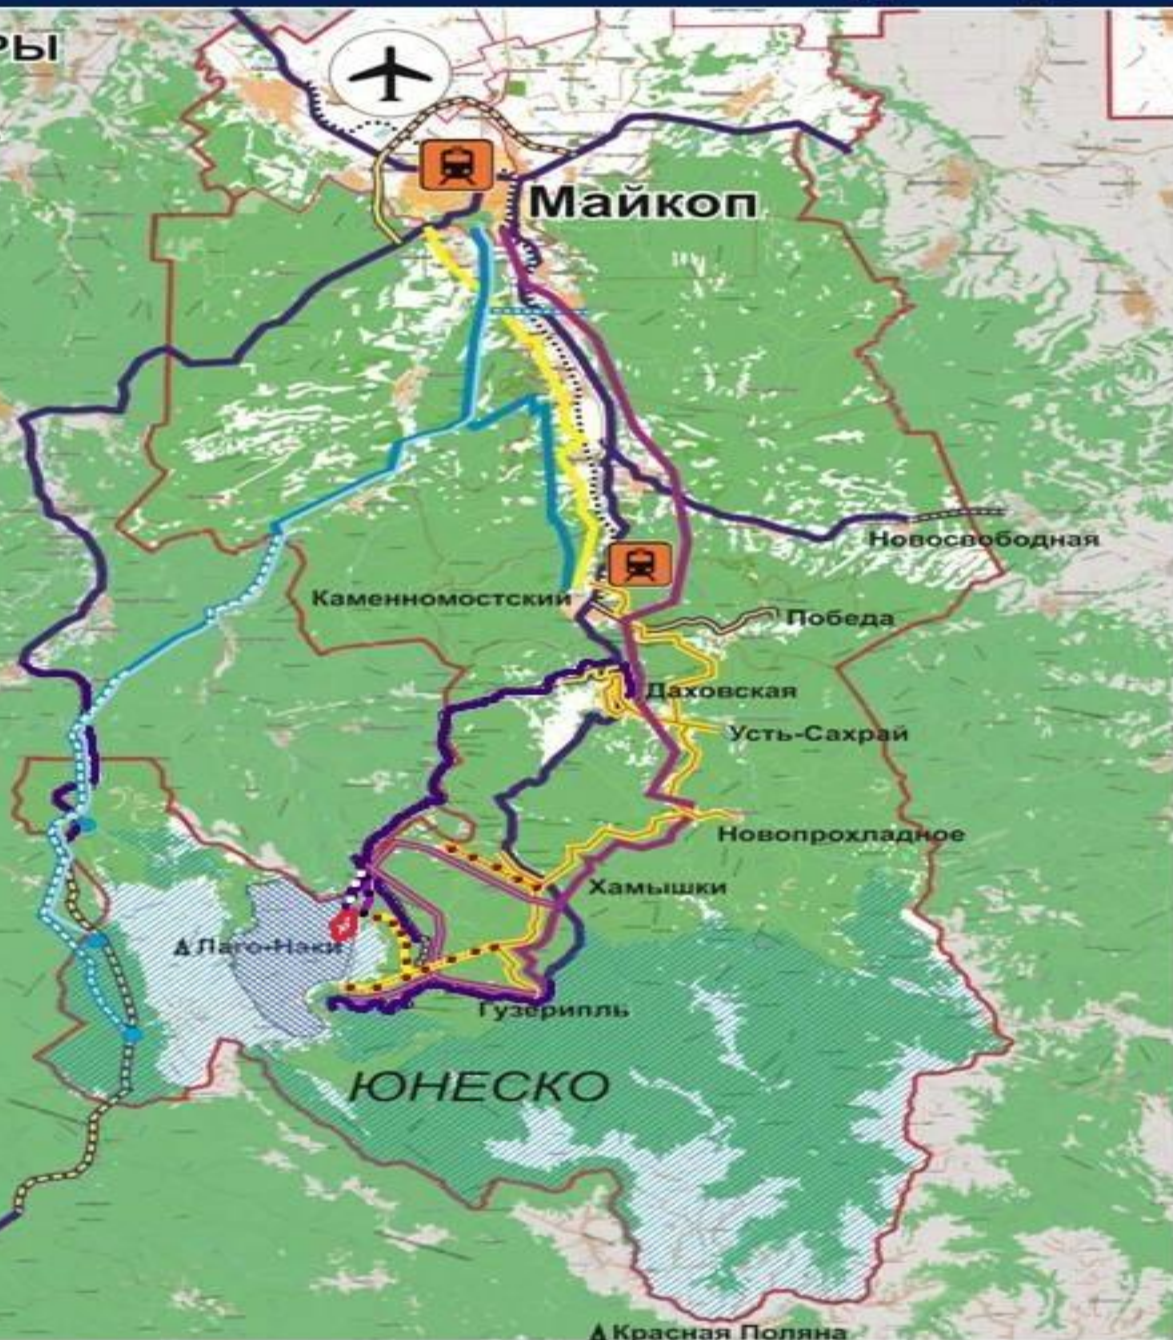 РЫ
Майкоп
Новосвободная
Каменномостский
Победа
Даховская
Усть-Сахрай
Новопрохладное
Хамышки
Лаго-Наки
Гузерипль
ЮНЕСКО
Красная Поляна